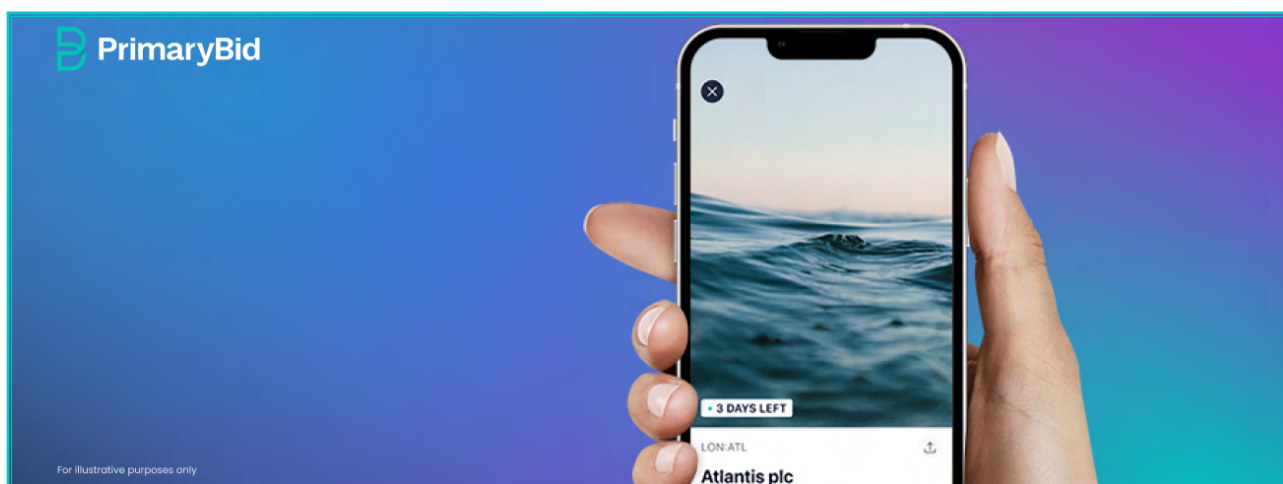 PrimaryBid
3 DAYS LEFT
LON:ATL
Atlantis plc
For illustrative purposes only